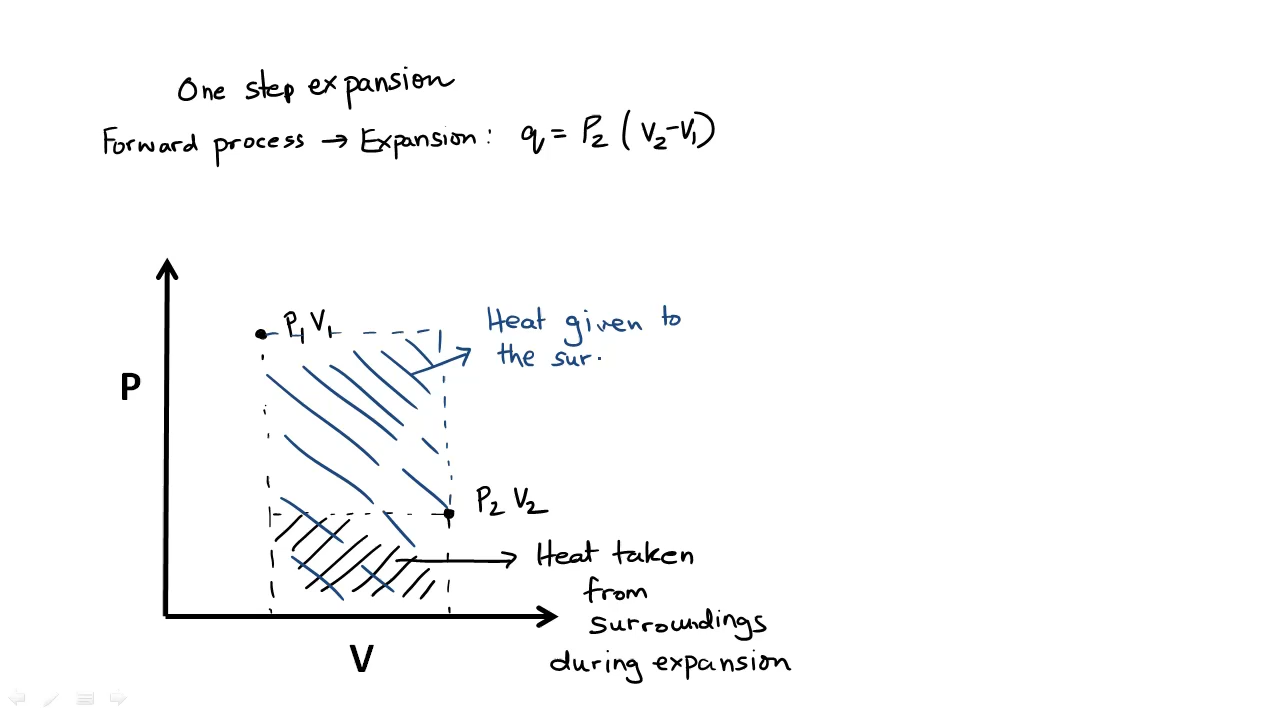 One step expansion
Forward process → Expansion: q = P₂ (V₂-V₁)
P₁ V₁
Heat given to
the sur.
P
P₂ V₂
Heat taken
from
surroundings
during expansion
V